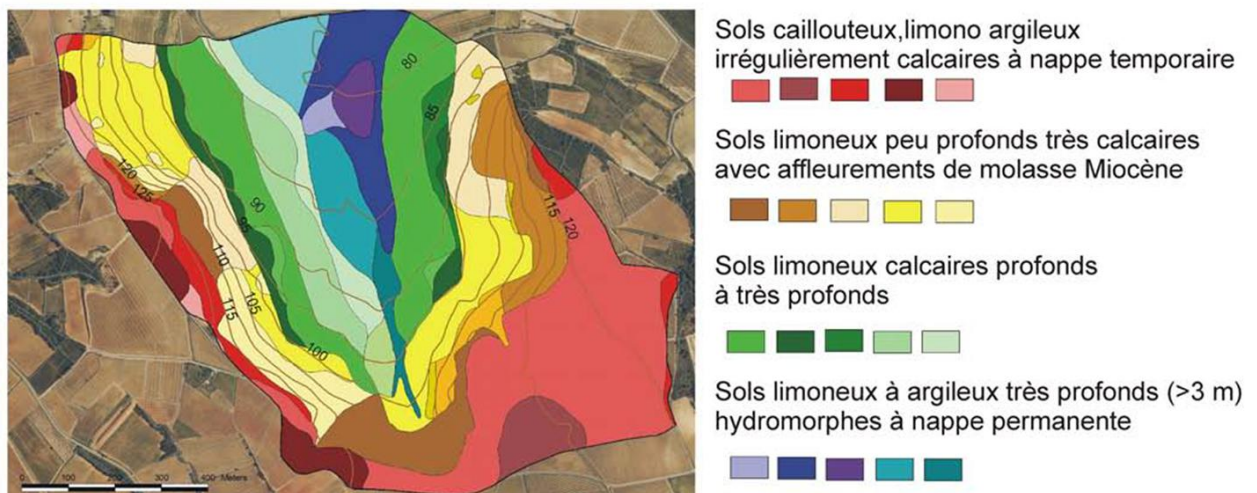 Sols caillouteux,limono argileux
irrégulièrement calcaires à nappe temporaire
Sols limoneux peu profonds très calcaires
avec affleurements de molasse Miocène
Sols limoneux calcaires profonds
à très profonds
Sols limoneux à argileux très profonds (>3 m)
hydromorphes à nappe permanente
80
85
120
125
90
95
110
115
120
105
115
100
0 100 200 300 400 Meters